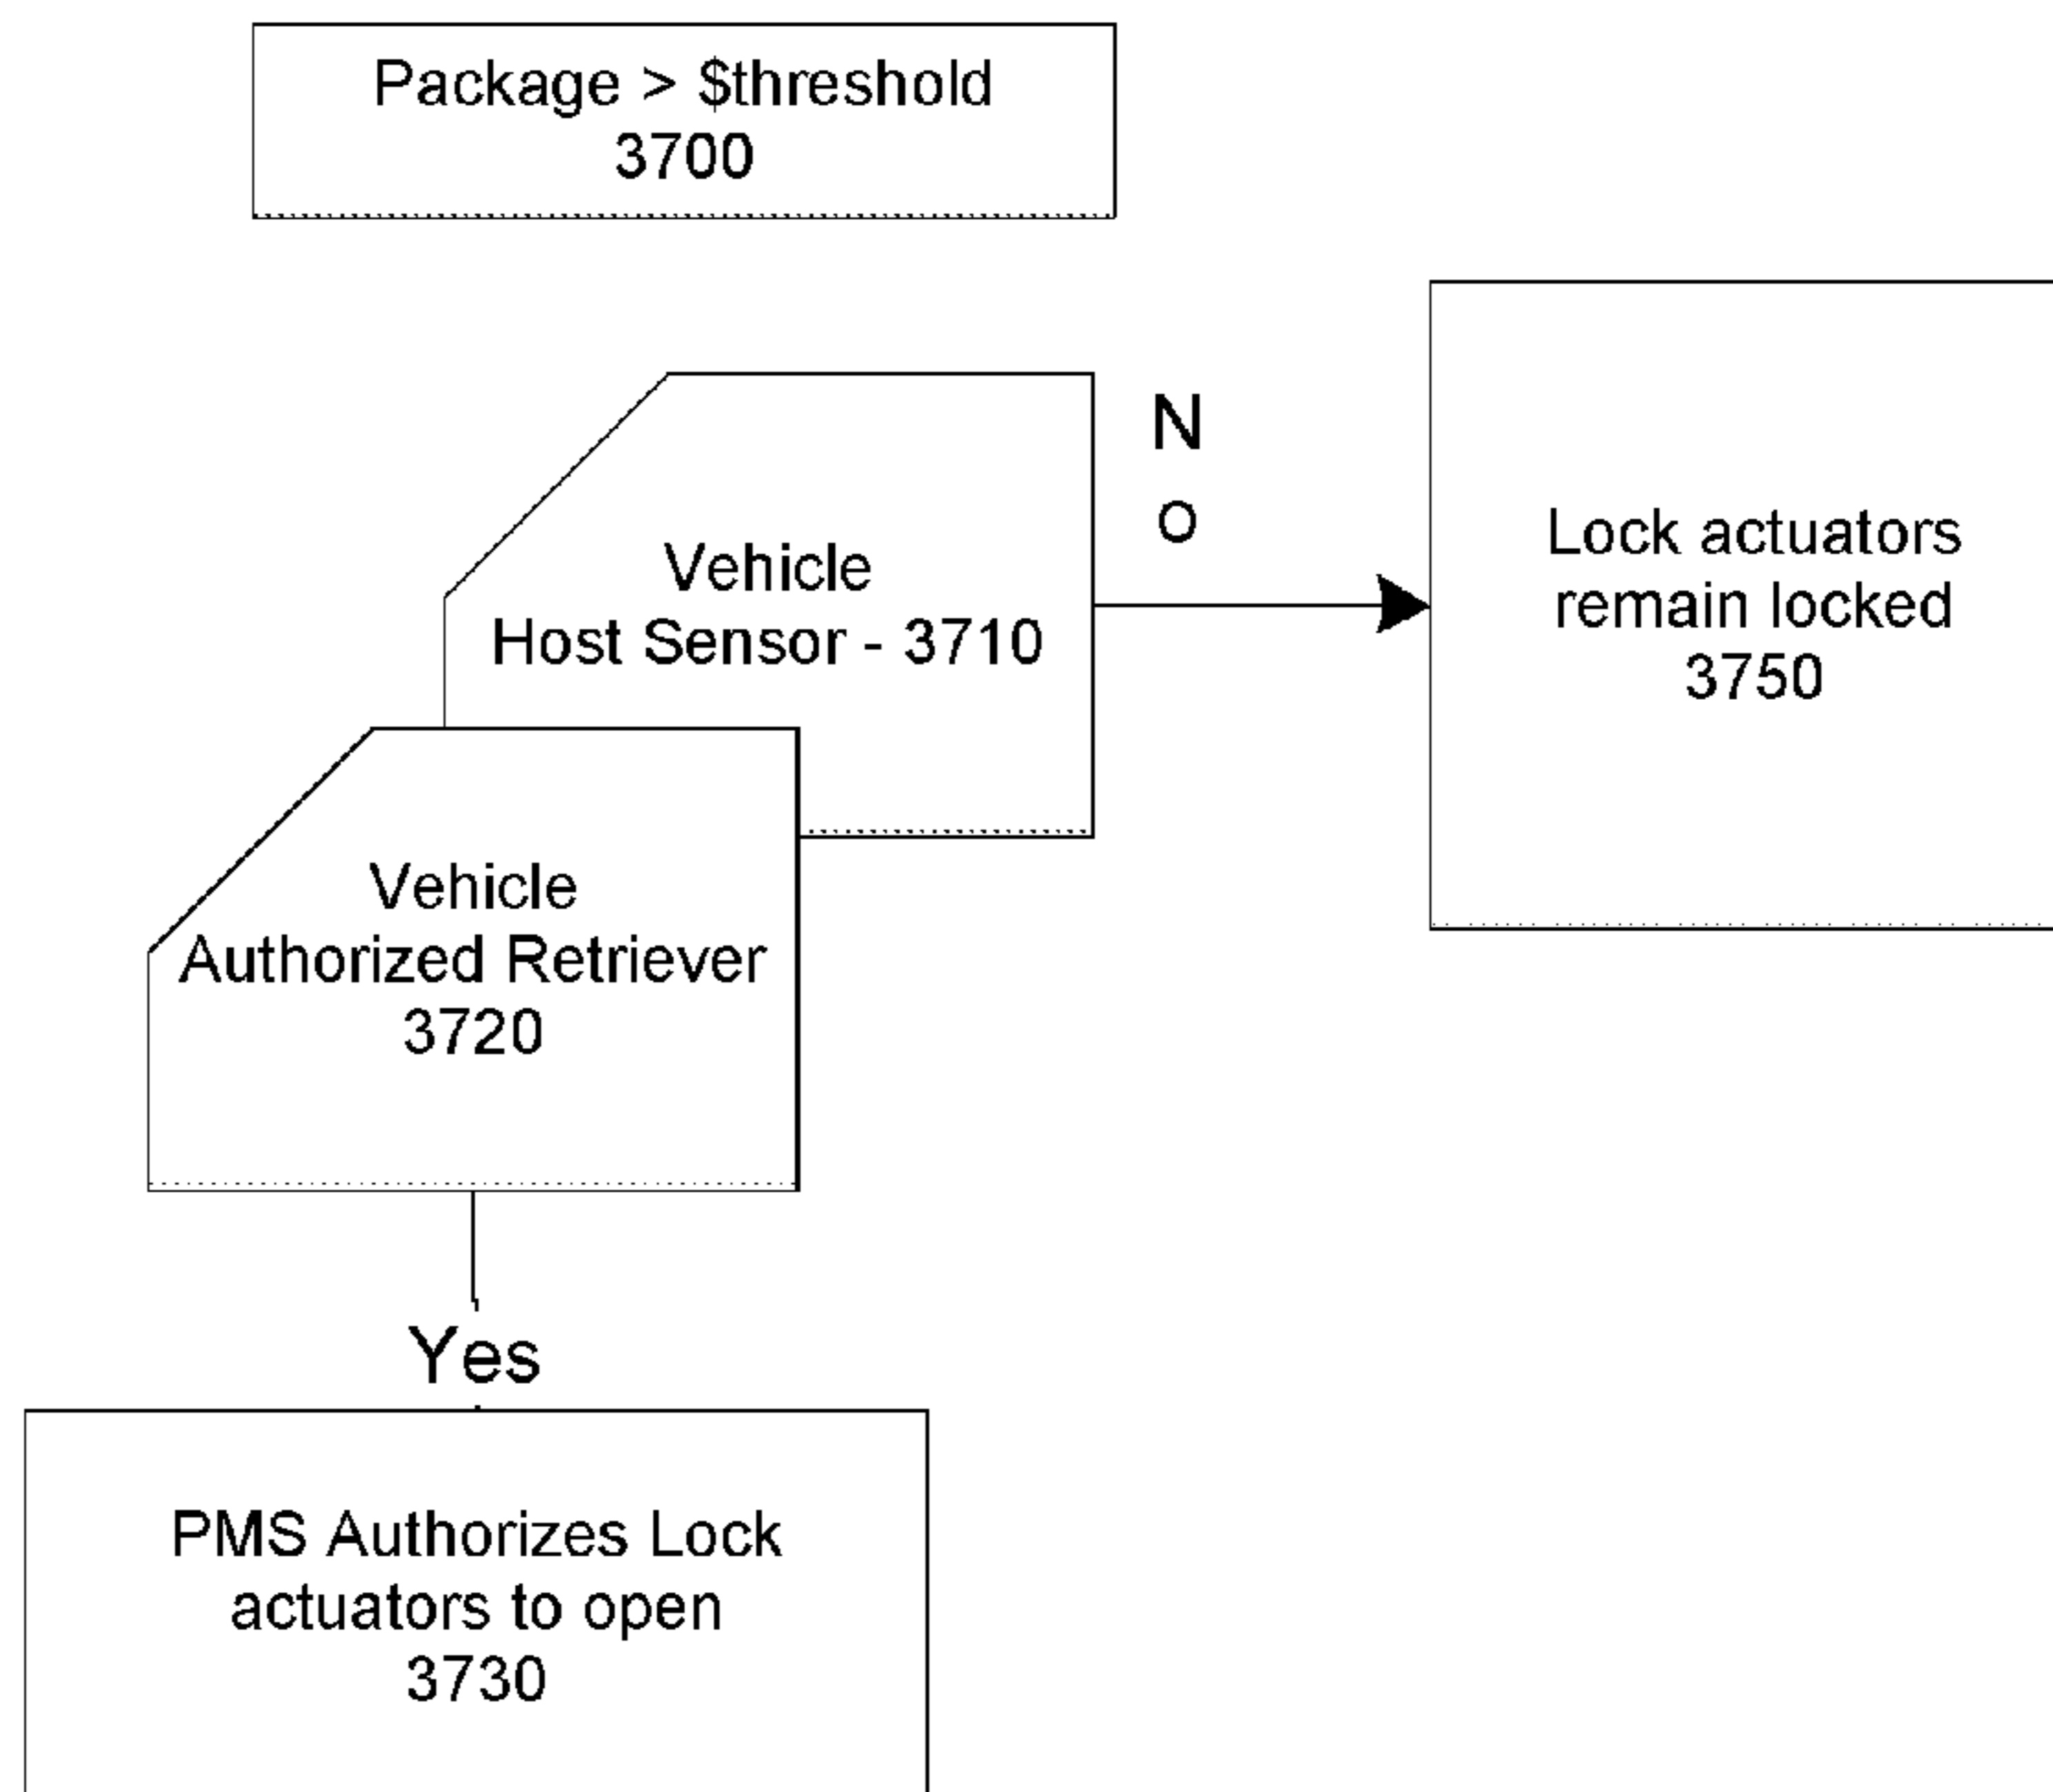 Package > $threshold
3700
N
o
Vehicle
Host Sensor - 3710
Lock actuators
remain locked
3750
Vehicle
Authorized Retriever
3720
Yes
PMS Authorizes Lock
actuators to open
3730